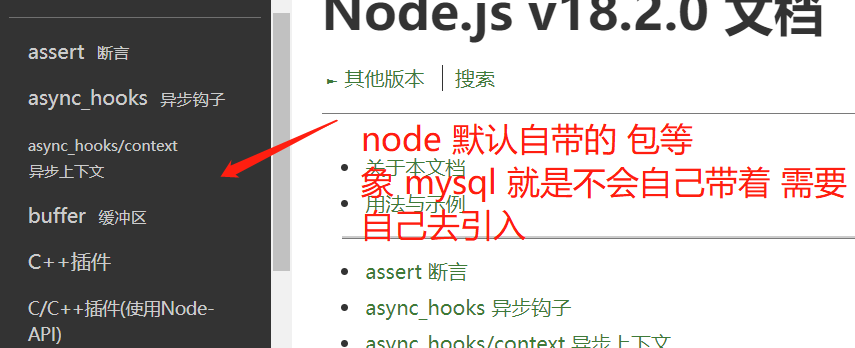 assert 断言
async_hooks 异步钩子
async_hooks/context
异步上下文
buffer 缓冲区
C++插件
C/C++插件(使用Node-
API)
Node.js v18.2.0 文档
► 其他版本 | 搜索
node 默认自带的 包等
关于本文档
象 mysql 就是不会自己带着 需要
用法与示例
自己去引入
assert 断言
async_hooks 异步钩子
async_hooks/context 异步上下文